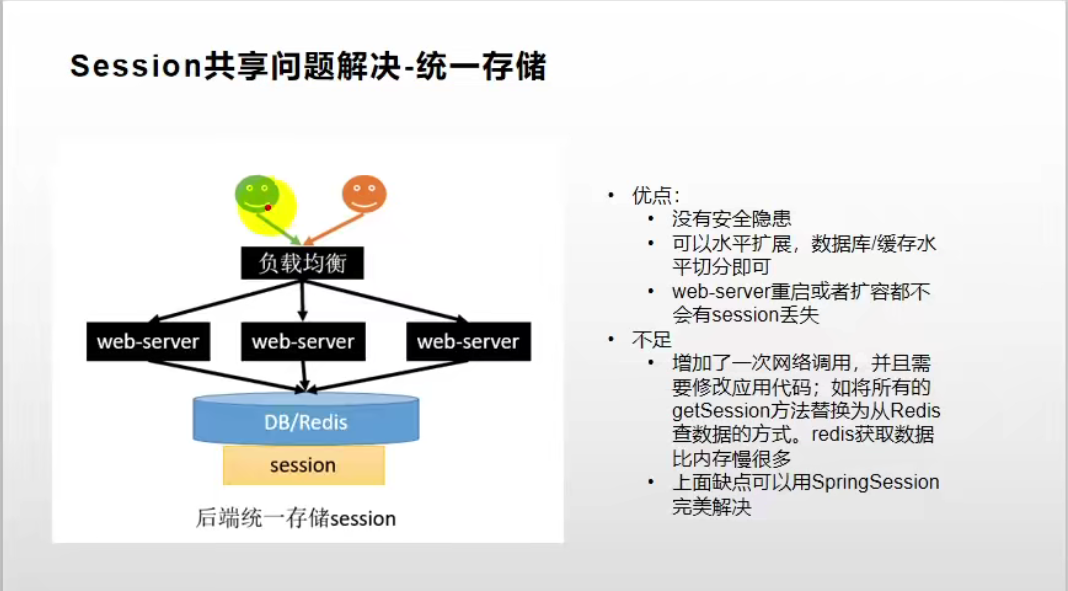 Session共享问题解决-统一存储
负载均衡
web-server
web-server
web-server
DB/Redis
session
后端统一存储session
• 优点：
• 没有安全隐患
• 可以水平扩展，数据库/缓存水
平切分即可
• web-server重启或者扩容都不
会有session丢失
• 不足
• 增加了一次网络调用，并且需
要修改应用代码；如将所有的
getSession方法替换为从Redis
查数据的方式。redis获取数据
比内存慢很多
• 上面缺点可以用SpringSession
完美解决